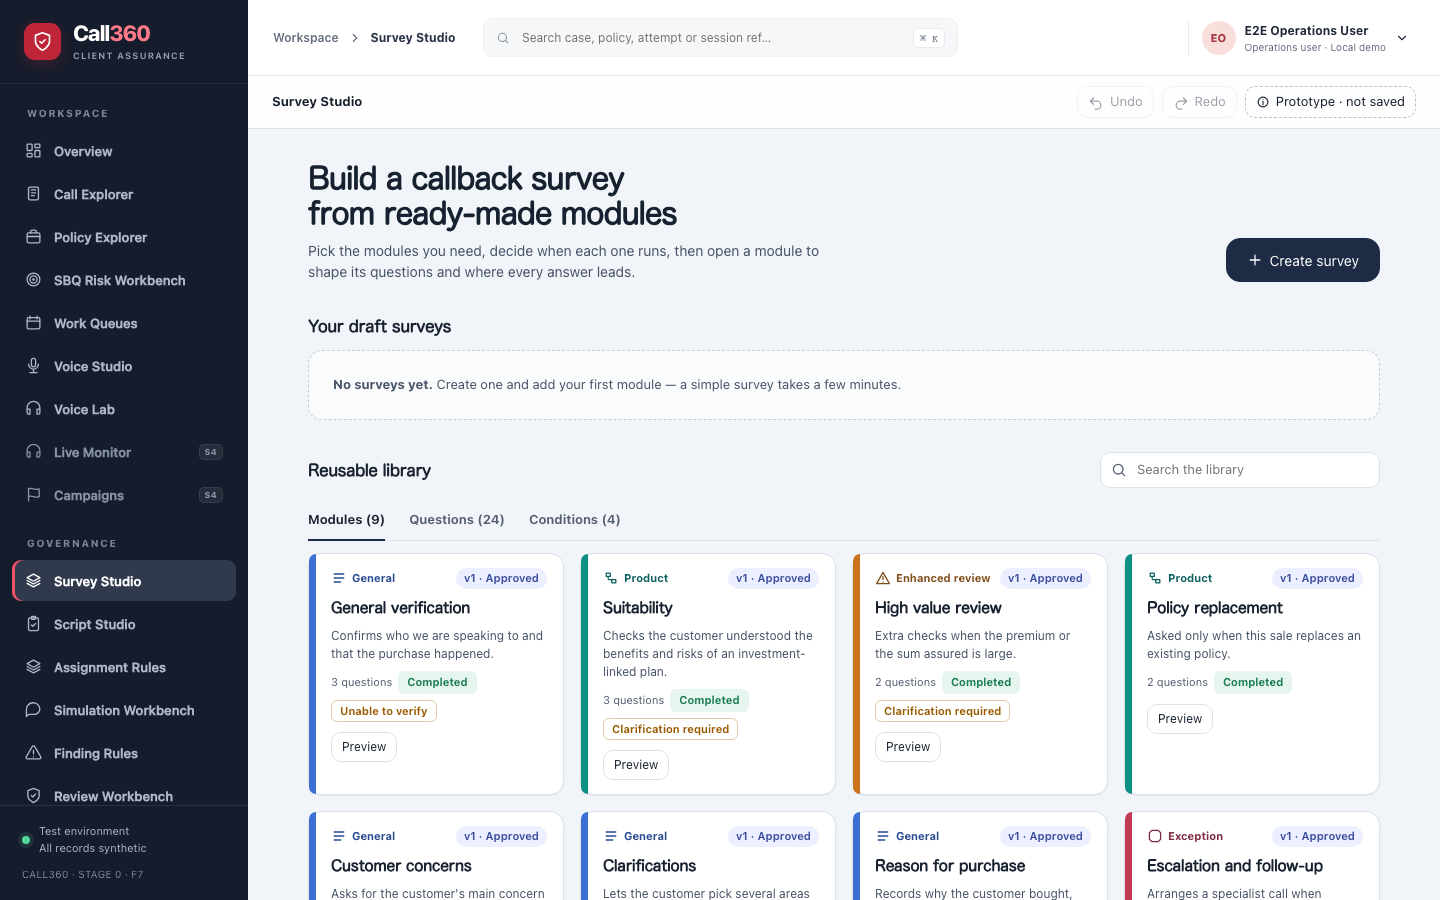 Call360
CLIENT ASSURANCE
WORKSPACE
Overview
Call Explorer
Policy Explorer
SBQ Risk Workbench
Work Queues
Voice Studio
Voice Lab
Live Monitor S4
Campaigns S4
GOVERNANCE
Survey Studio
Script Studio
Assignment Rules
Simulation Workbench
Finding Rules
Review Workbench
Test environment
All records synthetic
CALL360 · STAGE 0 · F7
Workspace > Survey Studio
Search case, policy, attempt or session ref...
⌘ K
EO
E2E Operations User
Operations user · Local demo
Survey Studio
Undo
Redo
Prototype · not saved
Build a callback survey
from ready-made modules
Pick the modules you need, decide when each one runs, then open a module to
shape its questions and where every answer leads.
+ Create survey
Your draft surveys
No surveys yet. Create one and add your first module — a simple survey takes a few minutes.
Reusable library
Search the library
Modules (9) Questions (24) Conditions (4)
General v1 · Approved
General verification
Confirms who we are speaking to and
that the purchase happened.
3 questions Completed
Unable to verify
Preview
Product v1 · Approved
Suitability
Checks the customer understood the
benefits and risks of an investment-
linked plan.
3 questions Completed
Clarification required
Preview
Enhanced review v1 · Approved
High value review
Extra checks when the premium or
the sum assured is large.
2 questions Completed
Clarification required
Preview
Product v1 · Approved
Policy replacement
Asked only when this sale replaces an
existing policy.
2 questions Completed
Preview
General v1 · Approved
Customer concerns
Asks for the customer's main concern
General v1 · Approved
Clarifications
Lets the customer pick several areas
General v1 · Approved
Reason for purchase
Records why the customer bought,
Exception v1 · Approved
Escalation and follow-up
Arranges a specialist call when